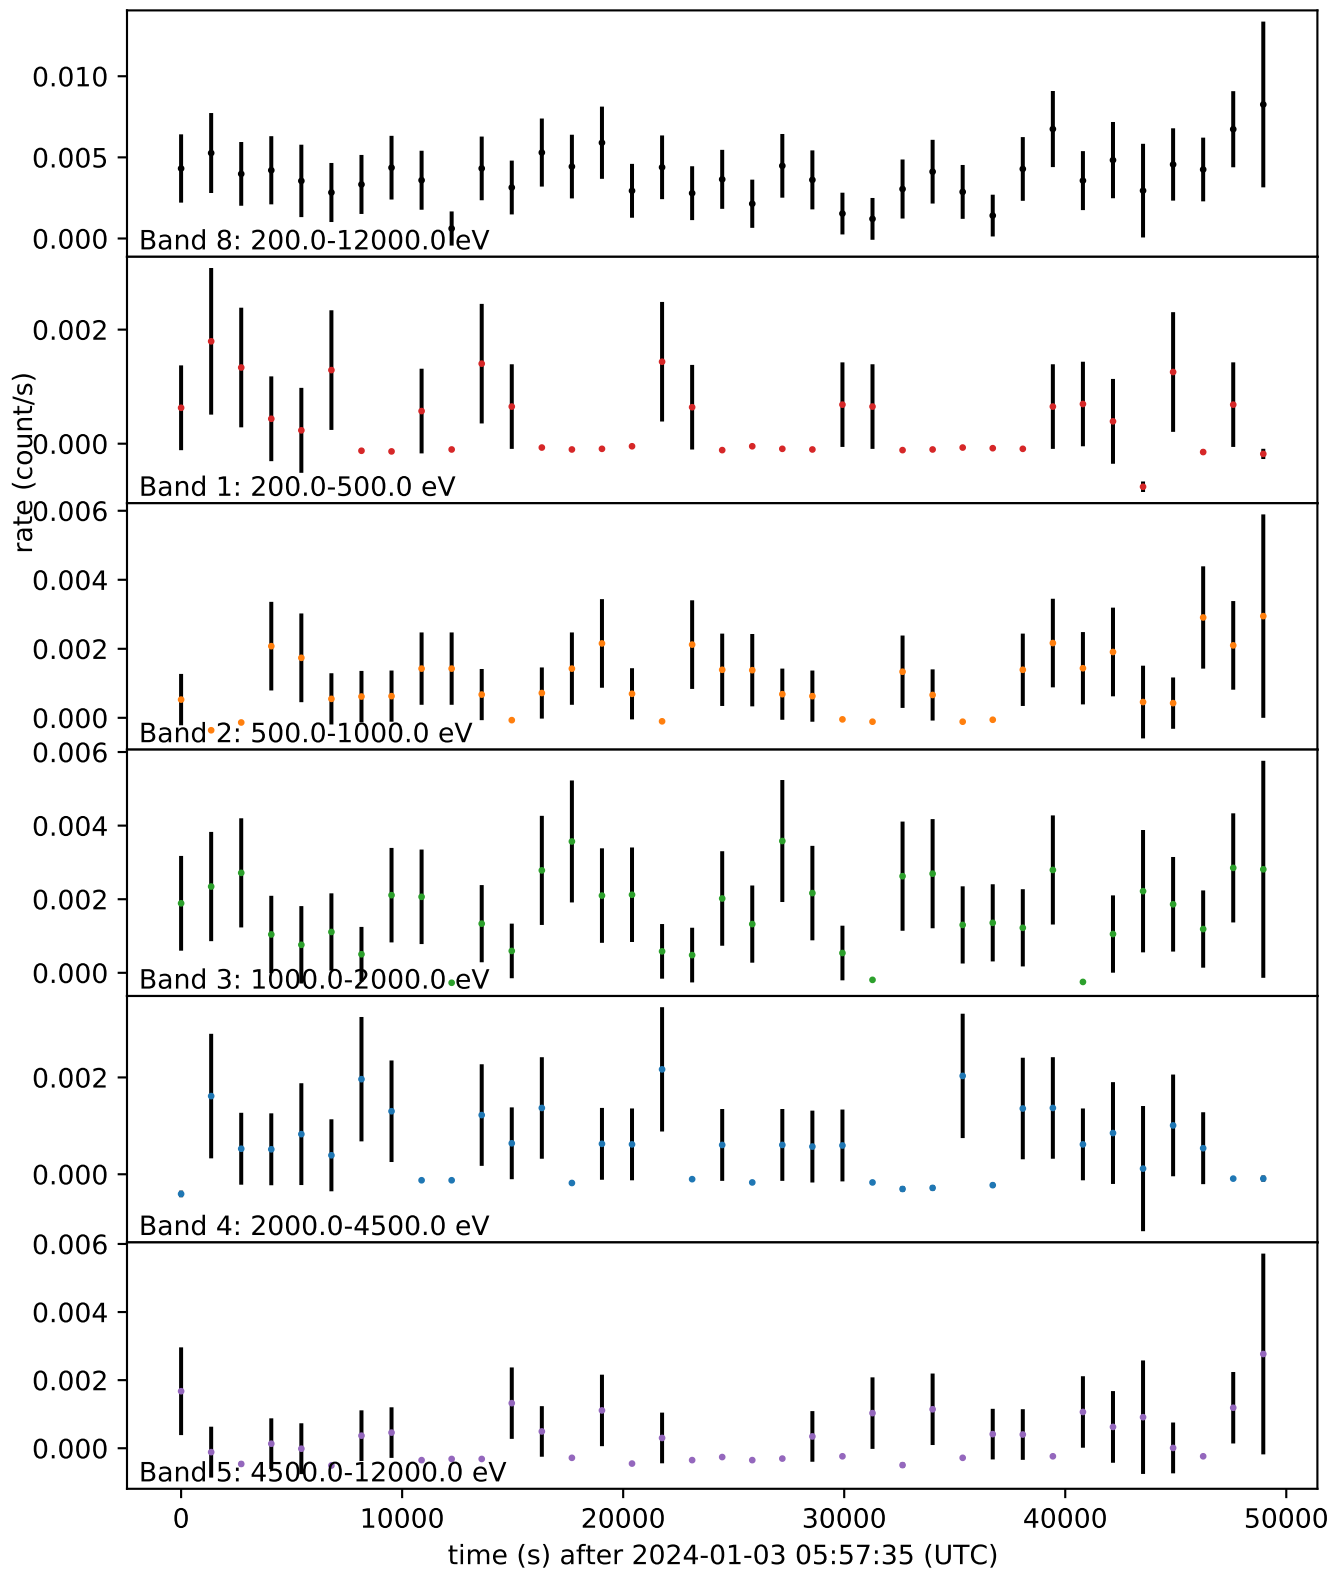 0.010
0.005
0.000
Band 8: 200.0-12000.0 eV
0.002
0.000
Band 1: 200.0-500.0 eV
rate (count/s)
0.006
0.004
0.002
0.000
Band 2: 500.0-1000.0 eV
0.006
0.004
0.002
0.000
Band 3: 1000.0-2000.0 eV
0.002
0.000
Band 4: 2000.0-4500.0 eV
0.006
0.004
0.002
0.000
Band 5: 4500.0-12000.0 eV
0 10000 20000 30000 40000 50000
time (s) after 2024-01-03 05:57:35 (UTC)